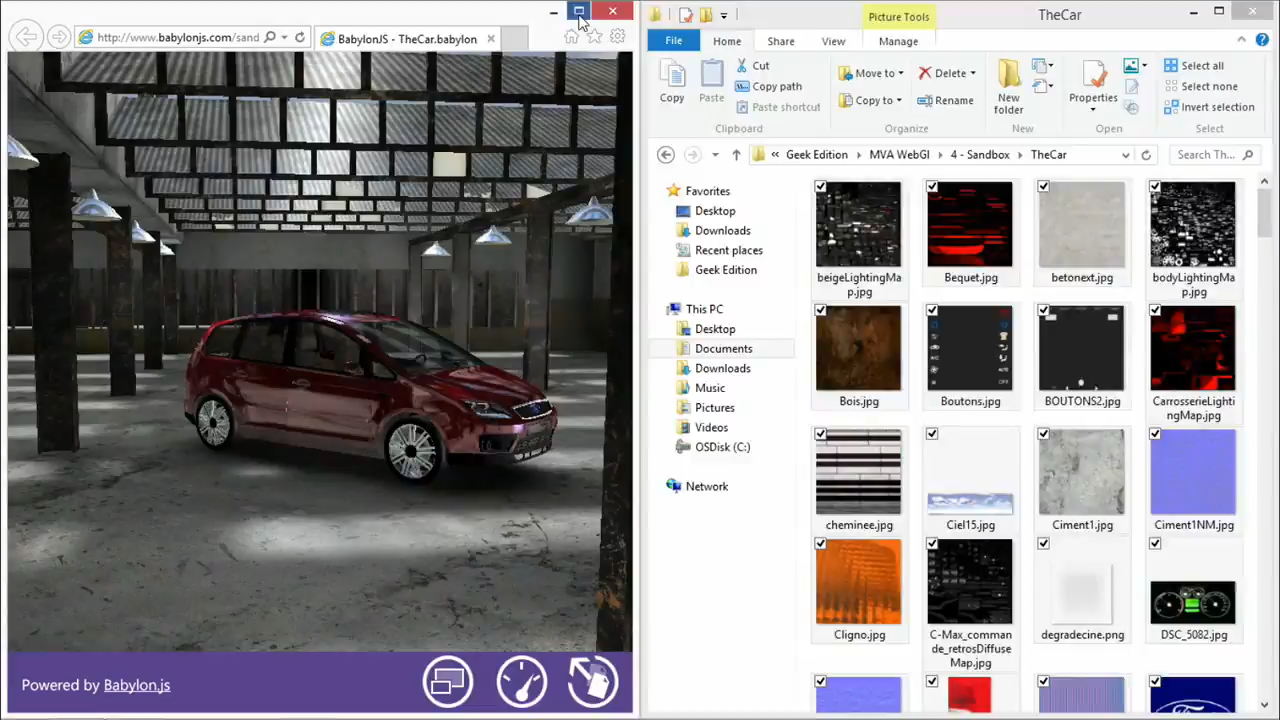 http://www.babylonjs.com/sand
BabylonJS - TheCar.babylon
Powered by Babylon.js
Picture Tools
TheCar
File
Home
Share
View
Manage
Copy
Paste
Cut
Copy path
Paste shortcut
Clipboard
Move to
Copy to
Delete
Rename
Organize
New
folder
New
Properties
Open
Select all
Select none
Invert selection
Select
« Geek Edition
MVA WebGl
4 - Sandbox
TheCar
Search Th...
Favorites
Desktop
Downloads
Recent places
Geek Edition
This PC
Desktop
Documents
Downloads
Music
Pictures
Videos
OSDisk (C:)
Network
beigeLightingMa
p.jpg
Bequet.jpg
betonext.jpg
bodyLightingMa
p.jpg
Bois.jpg
Boutons.jpg
BOUTONS2.jpg
CarrosserieLighti
ngMap.jpg
cheminee.jpg
Ciel15.jpg
Ciment1.jpg
Ciment1NM.jpg
Cligno.jpg
C-Max_comman
de_retrosDiffuse
Map.jpg
degradecine.png
DSC_5082.jpg